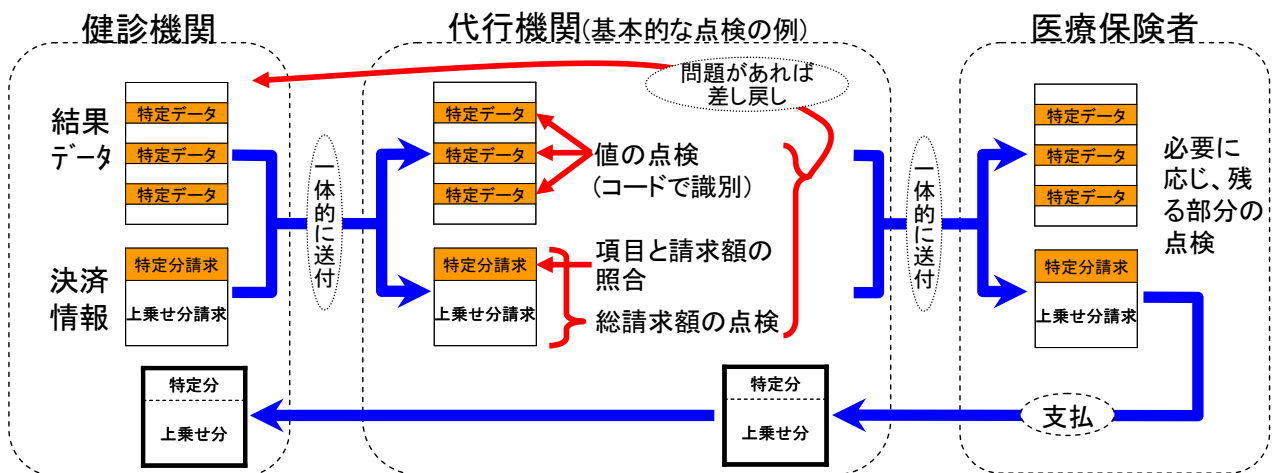 健診機関
結果
データ
特定データ
特定データ
特定データ
決済
情報
特定分請求
上乗せ分請求
特定分
上乗せ分
一体的に送付
代行機関(基本的な点検の例)
問題があれば
差し戻し
特定データ
特定データ
特定データ
値の点検
(コードで識別)
特定分請求
上乗せ分請求
項目と請求額の
照合
総請求額の点検
特定分
上乗せ分
一体的に送付
医療保険者
特定データ
特定データ
特定データ
必要に
応じ、残
る部分の
点検
特定分請求
上乗せ分請求
支払